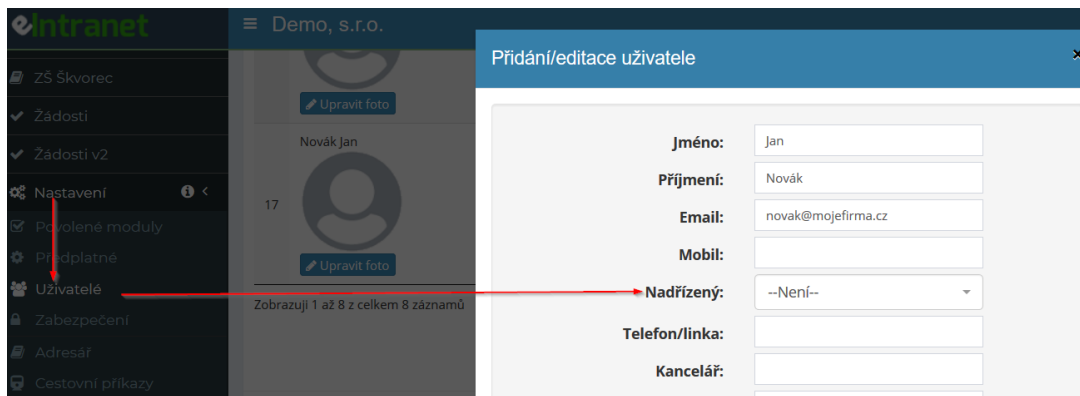 eIntranet
Demo, s.r.o.
ZŠ Škvorec
Žádosti
Žádosti v2
Nastavení
Povolené moduly
Předplatné
Uživatelé
Zabezpečení
Adresář
Cestovní příkazy
Upravit foto
Novák Jan
17
Upravit foto
Zobrazuji 1 až 8 z celkem 8 záznamů
Přidání/editace uživatele
Jméno: Jan
Příjmení: Novák
Email: novak@mojefirma.cz
Mobil:
Nadřízený: --Není--
Telefon/linka:
Kancelář: